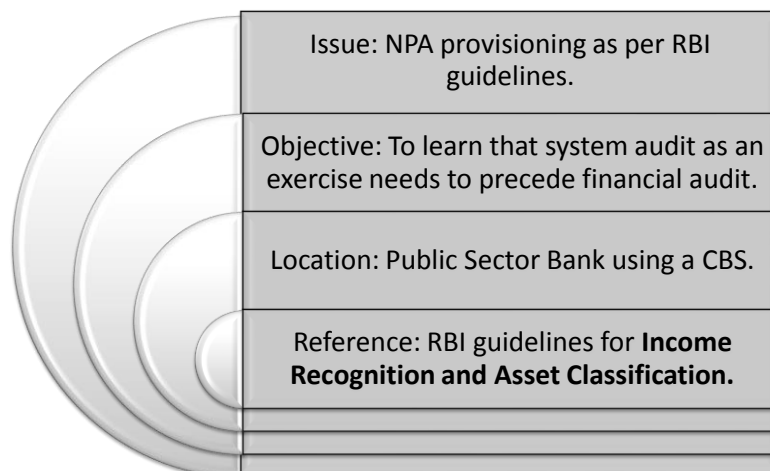 Issue: NPA provisioning as per RBI
guidelines.
Objective: To learn that system audit as an
exercise needs to precede financial audit.
Location: Public Sector Bank using a CBS.
Reference: RBI guidelines for Income
Recognition and Asset Classification.